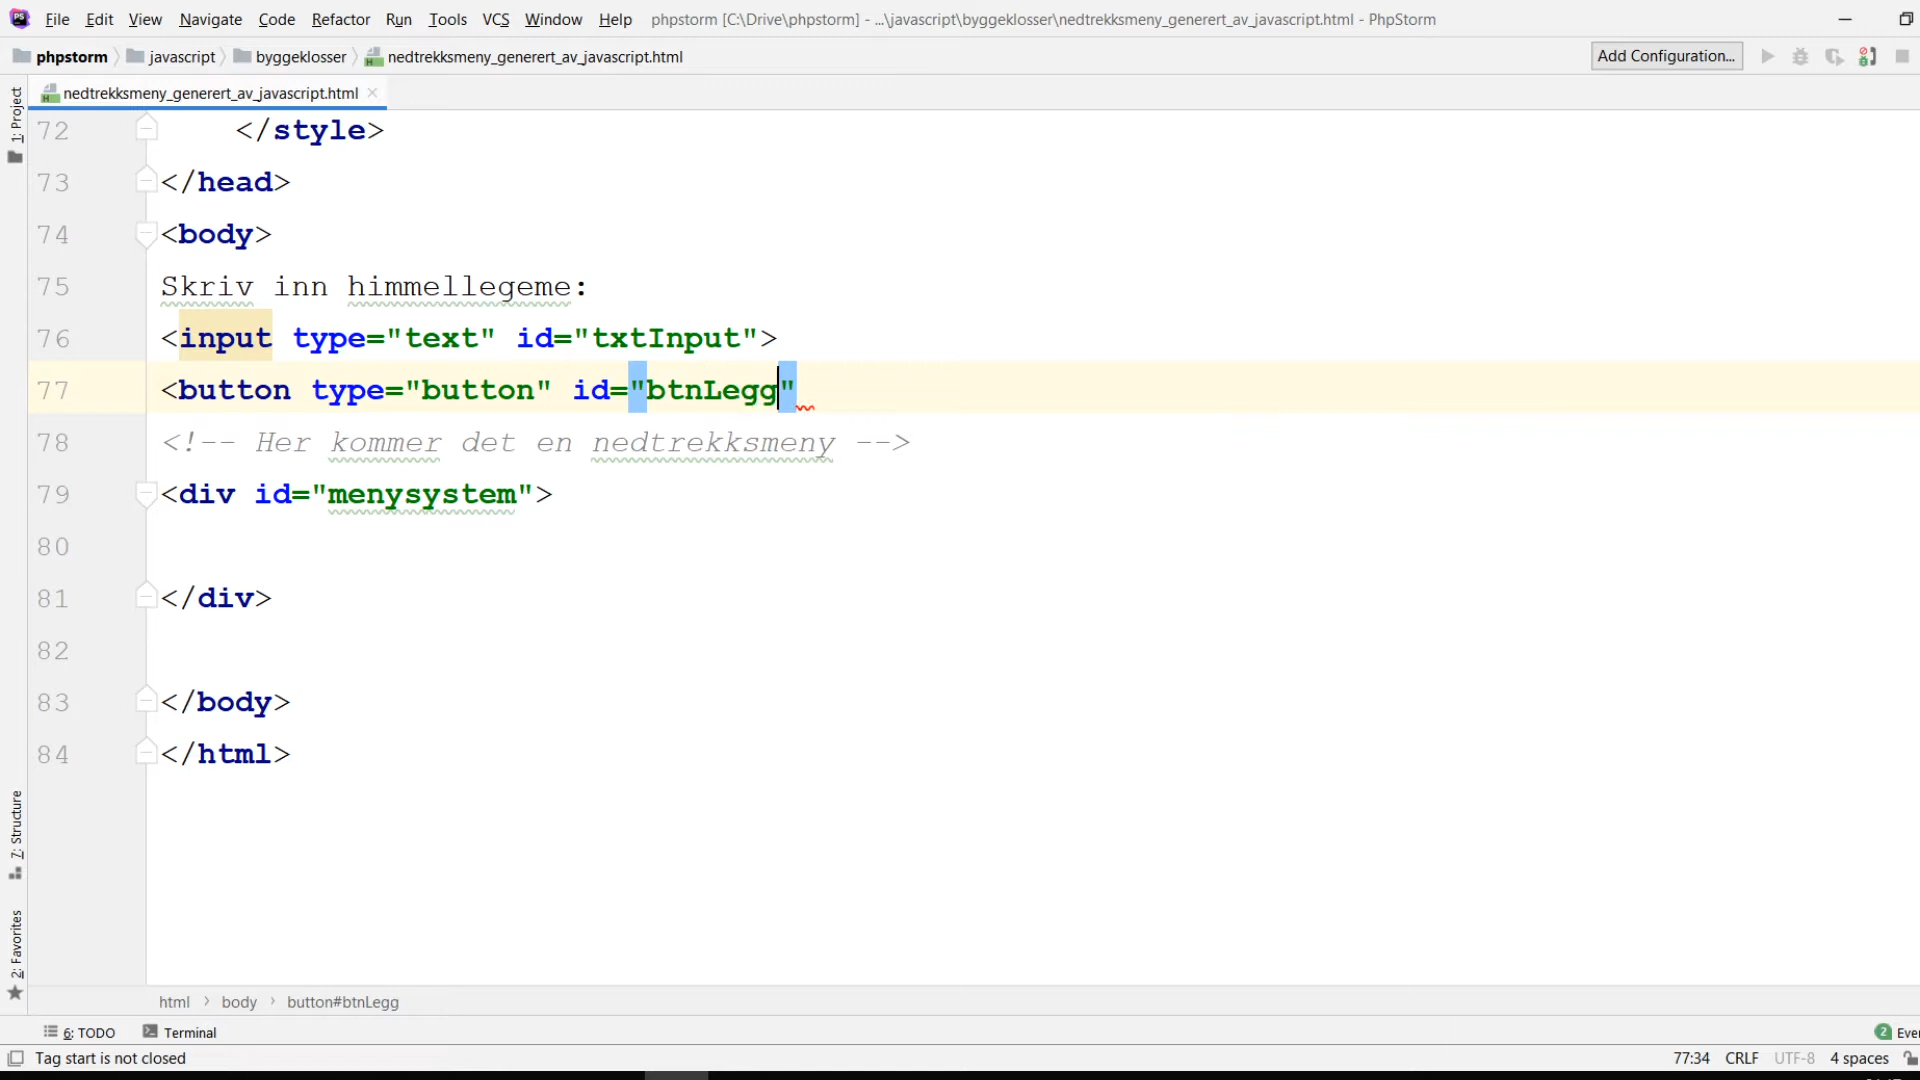 File Edit View Navigate Code Refactor Run Tools VCS Window Help phpstorm [C:\Drive\phpstorm] - ...\javascript\byggeklosser\nedtrekksmeny_generert_av_javascript.html - PhpStorm
phpstorm javascript byggeklosser nedtrekksmeny_generert_av_javascript.html Add Configuration...
nedtrekksmeny_generert_av_javascript.html
1: Project
72 </style>
73 </head>
74 <body>
75 Skriv inn himmellegeme:
76 <input type="text" id="txtInput">
77 <button type="button" id="btnLegg"
78 <!-- Her kommer det en nedtrekksmeny -->
79 <div id="menysystem">
80
81 </div>
82
83 </body>
84 </html>
7: Structure
2: Favorites
html body button#btnLegg
6: TODO Terminal 2 Eve
Tag start is not closed 77:34 CRLF UTF-8 4 spaces